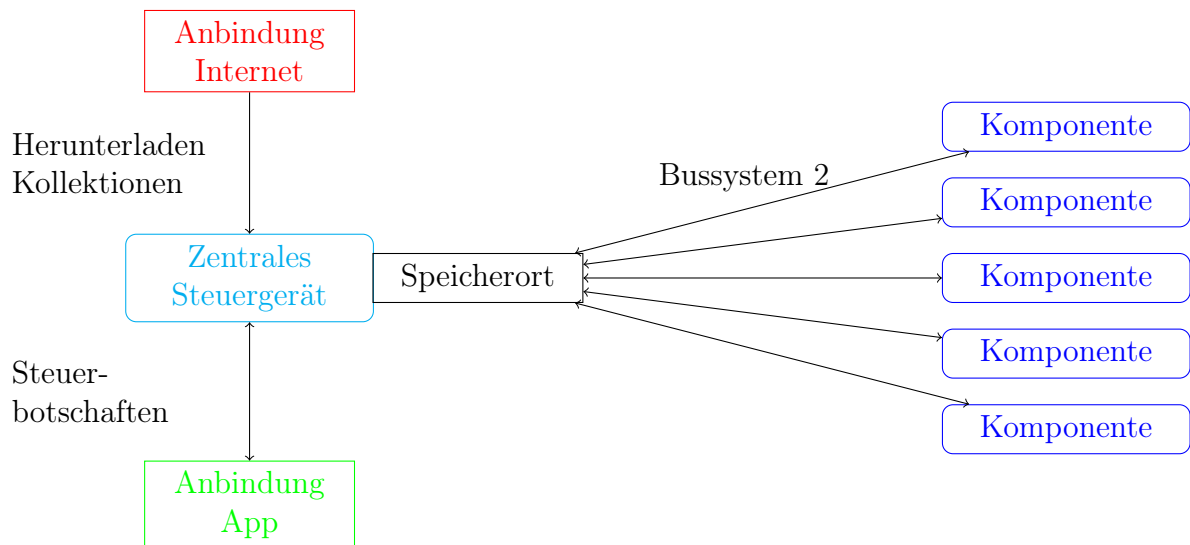 Anbindung
Internet
Herunterladen
Kollektionen
Zentrales
Steuergerät
Speicherort
Bussystem 2
Komponente
Komponente
Komponente
Komponente
Komponente
Steuer-
botschaften
Anbindung
App